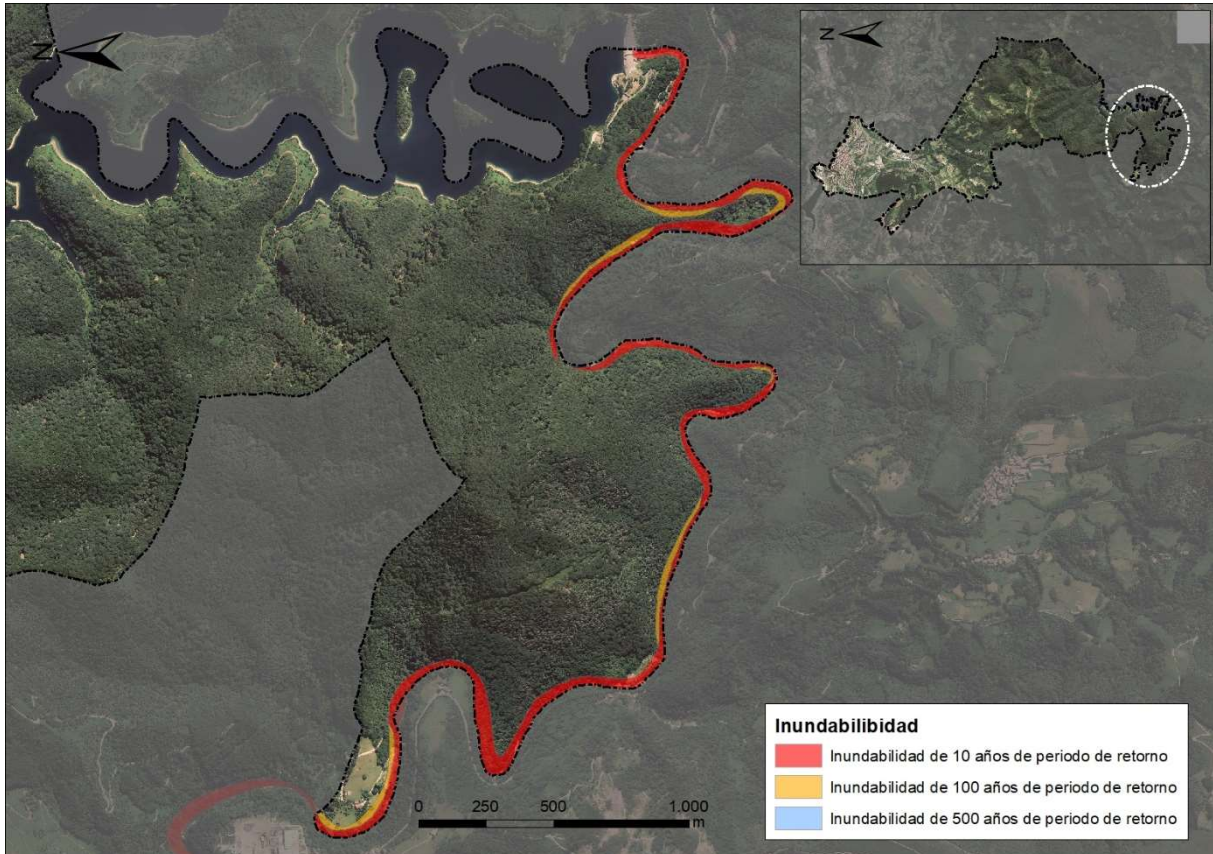 N
N
Inundabilibidad
Inundabilidad de 10 años de periodo de retorno
Inundabilidad de 100 años de periodo de retorno
Inundabilidad de 500 años de periodo de retorno
0 250 500 1.000
m